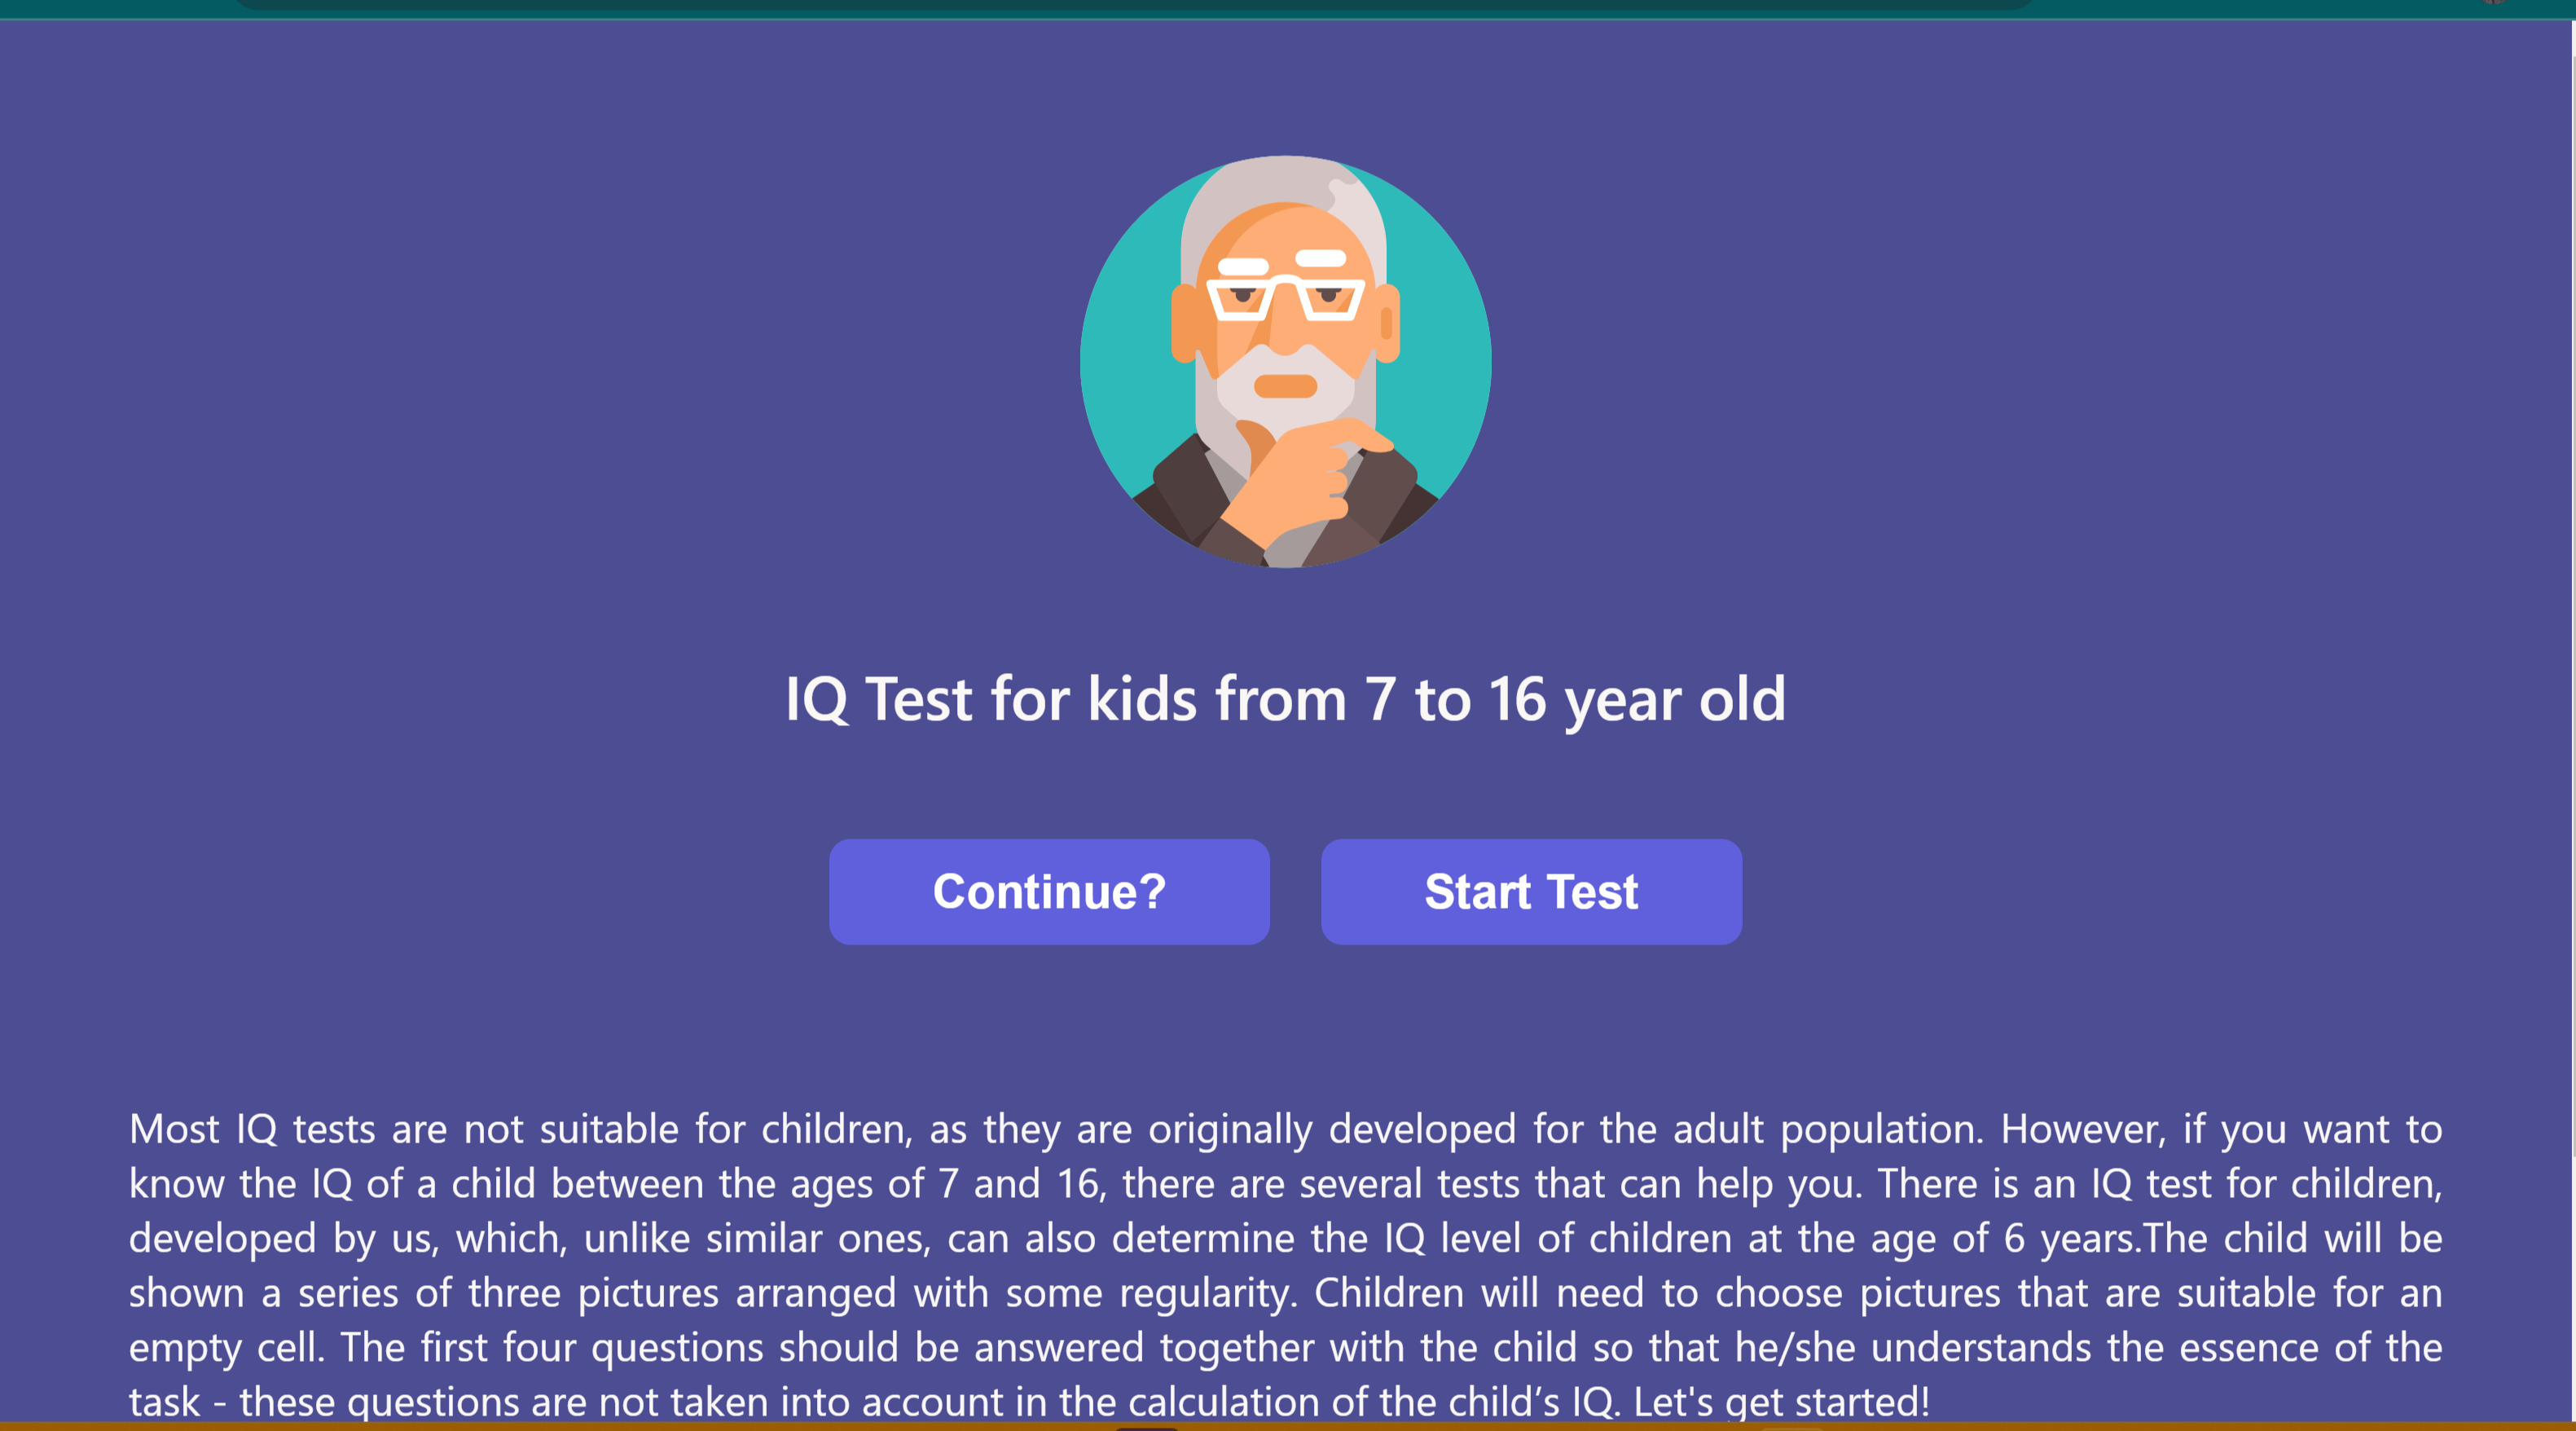 IQ Test for kids from 7 to 16 year old
Continue?
Start Test
Most IQ tests are not suitable for children, as they are originally developed for the adult population. However, if you want to
know the IQ of a child between the ages of 7 and 16, there are several tests that can help you. There is an IQ test for children,
developed by us, which, unlike similar ones, can also determine the IQ level of children at the age of 6 years.The child will be
shown a series of three pictures arranged with some regularity. Children will need to choose pictures that are suitable for an
empty cell. The first four questions should be answered together with the child so that he/she understands the essence of the
task - these questions are not taken into account in the calculation of the child’s IQ. Let's get started!